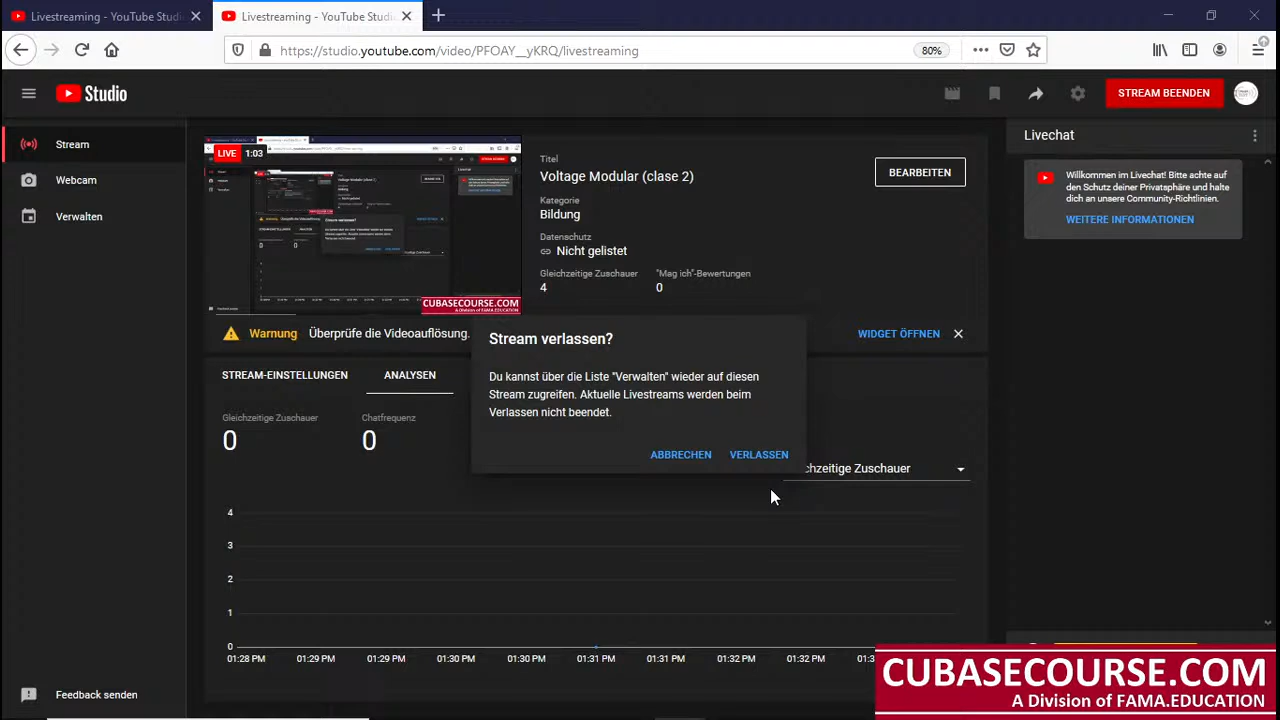 Livestreaming - YouTube Studio
Livestreaming - YouTube Studio
https://studio.youtube.com/video/PFOAY__yKRQ/livestreaming
80%
Studio
STREAM BEENDEN
Stream
Webcam
Verwalten
Feedback senden
LIVE 1:03
CUBASECOURSE.COM
Titel
Voltage Modular (clase 2)
BEARBEITEN
Kategorie
Bildung
Datenschutz
Nicht gelistet
Gleichzeitige Zuschauer
4
"Mag ich"-Bewertungen
0
Warnung Überprüfe die Videoauflösung.
WIDGET ÖFFNEN
STREAM-EINSTELLUNGEN
ANALYSEN
Gleichzeitige Zuschauer
0
Chatfrequenz
0
Stream verlassen?
Du kannst über die Liste "Verwalten" wieder auf diesen
Stream zugreifen. Aktuelle Livestreams werden beim
Verlassen nicht beendet.
ABBRECHEN VERLASSEN
chzeitige Zuschauer
4
3
2
1
0
01:28 PM 01:29 PM 01:29 PM 01:30 PM 01:30 PM 01:31 PM 01:31 PM 01:32 PM 01:32 PM
Livechat
Willkommen im Livechat! Bitte achte auf
den Schutz deiner Privatsphäre und halte
dich an unsere Community-Richtlinien.
WEITERE INFORMATIONEN
CUBASECOURSE.COM
A Division of FAMA.EDUCATION